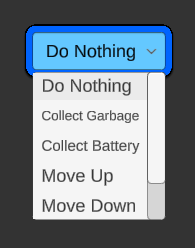 Do Nothing
Do Nothing
Collect Garbage
Collect Battery
Move Up
Move Down